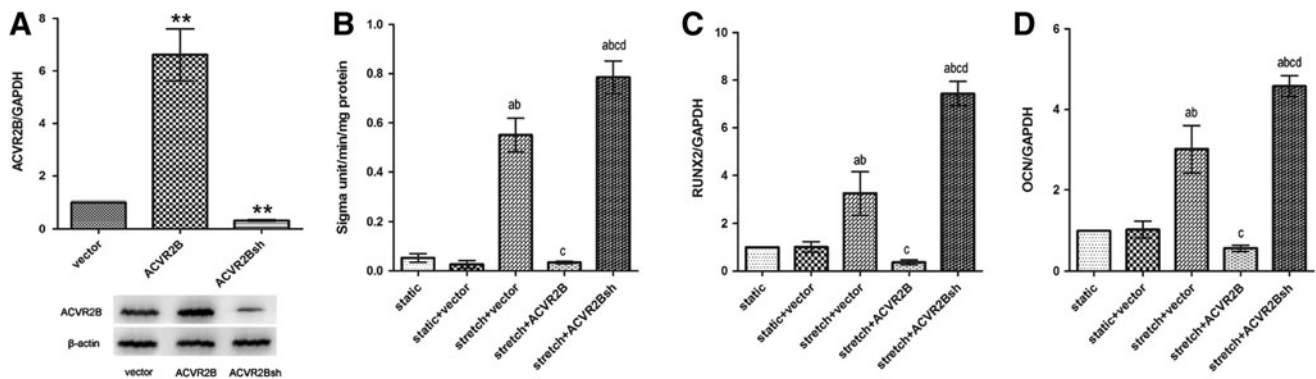 A
ACVR2B/GAPDH
8
6
4
2
0
**
**
vector
ACVR2B
ACVR2Bsh
ACVR2B
β-actin
vector ACVR2B ACVR2Bsh
B
Sigma unit/min/mg protein
1.0
0.8
0.6
0.4
0.2
0.0
ab
c
abcd
static
static+vector
stretch+vector
stretch+ACVR2B
stretch+ACVR2Bsh
C
RUNX2/GAPDH
10
8
6
4
2
0
ab
c
abcd
static
static+vector
stretch+vector
stretch+ACVR2B
stretch+ACVR2Bsh
D
OCN/GAPDH
6
4
2
0
ab
c
abcd
static
static+vector
stretch+vector
stretch+ACVR2B
stretch+ACVR2Bsh